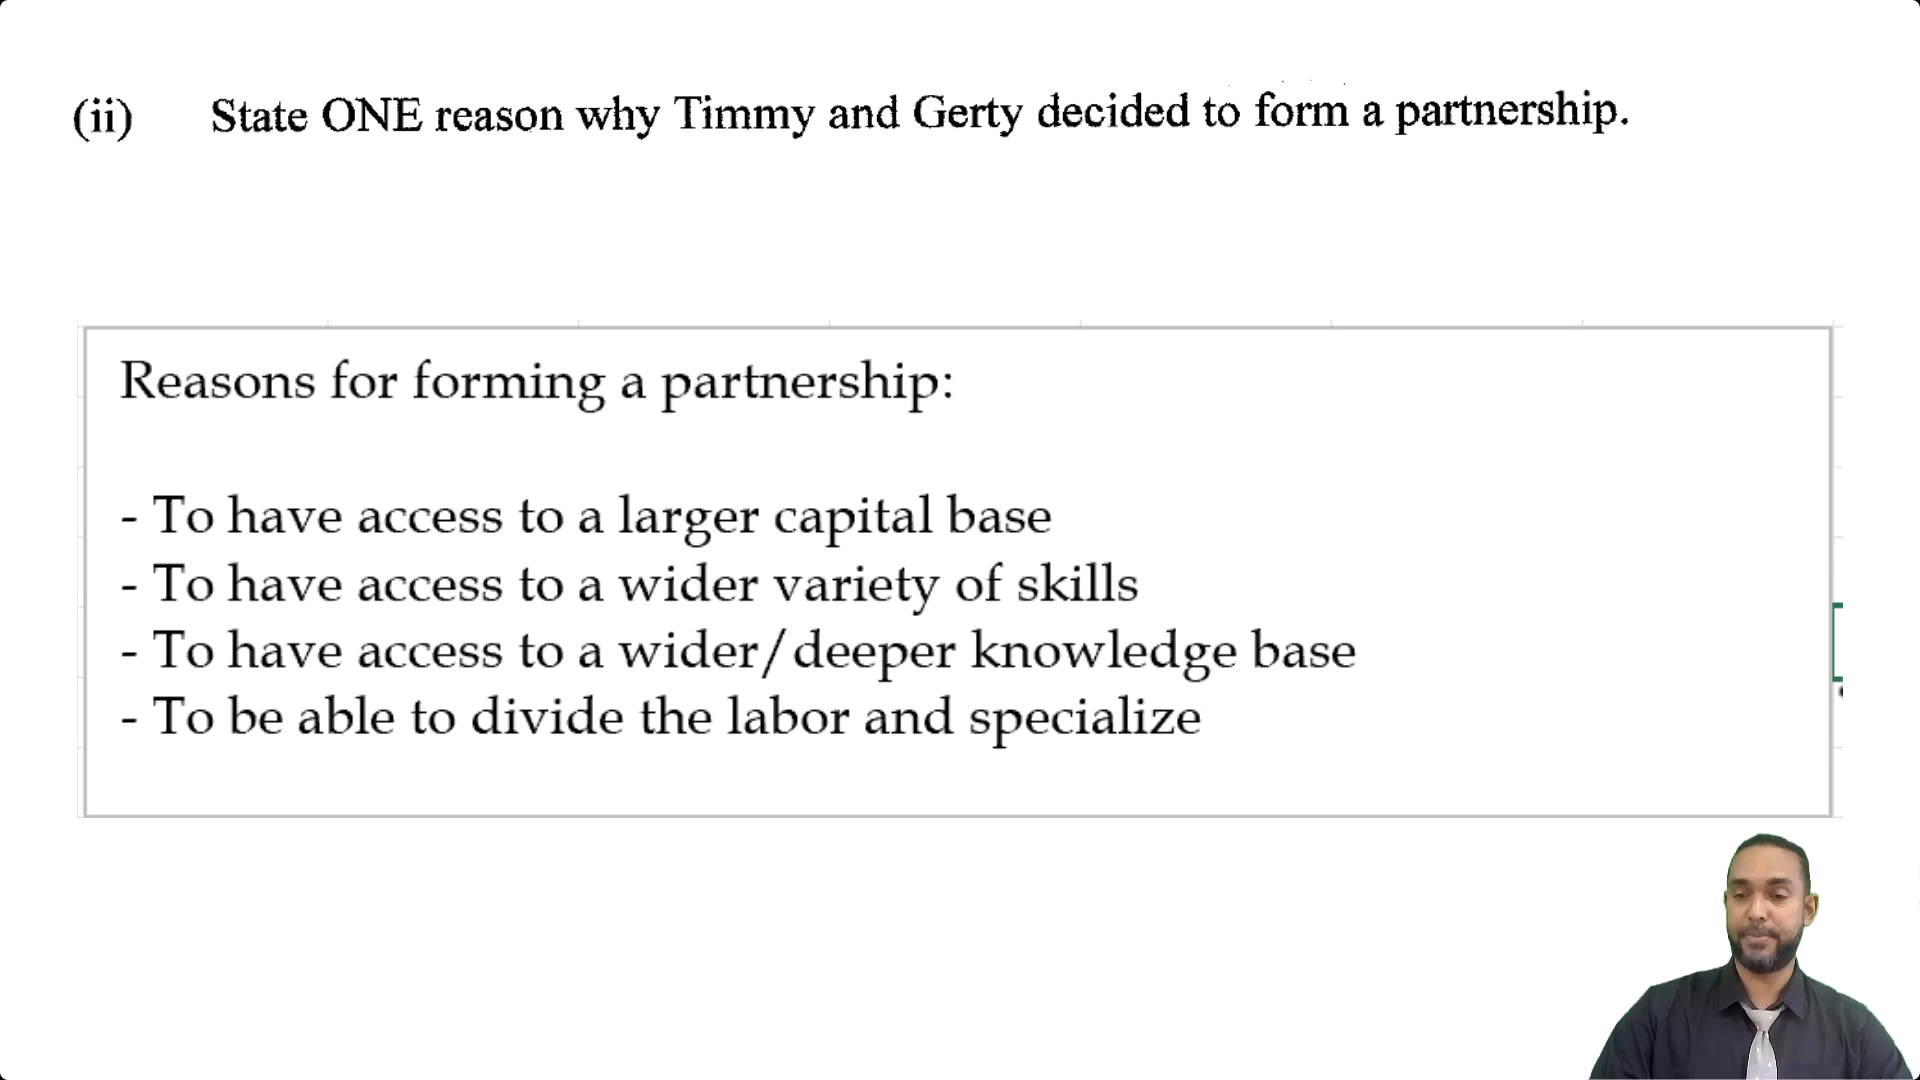 (ii) State ONE reason why Timmy and Gerty decided to form a partnership.
Reasons for forming a partnership:
- To have access to a larger capital base
- To have access to a wider variety of skills
- To have access to a wider/deeper knowledge base
- To be able to divide the labor and specialize